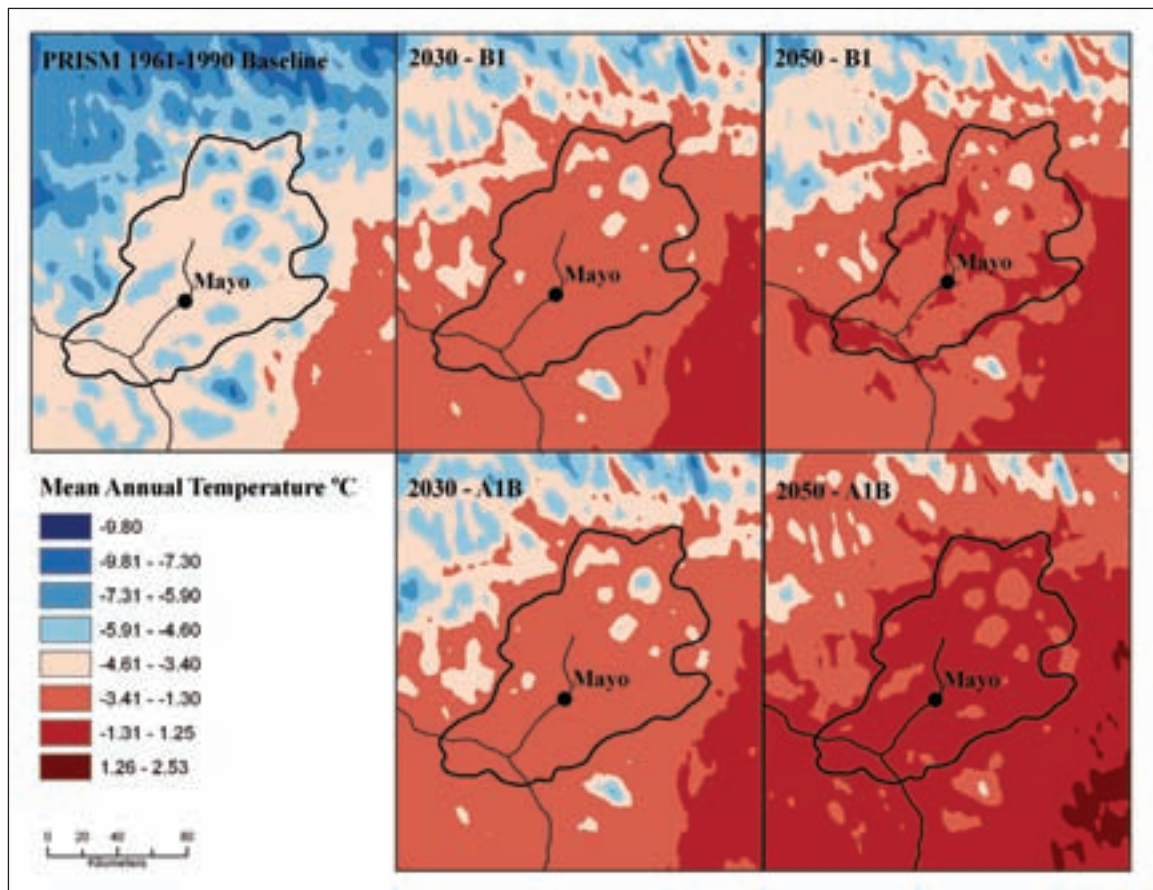 PRISM 1961-1990 Baseline
2030 - B1
2050 - B1
Mayo
Mayo
Mayo
Mean Annual Temperature °C
-9.80
-9.81 - -7.30
-7.31 - -5.90
-5.91 - -4.60
-4.61 - -3.40
-3.41 - -1.30
-1.31 - 1.25
1.26 - 2.53
0 20 40 80
Kilometers
2030 - A1B
2050 - A1B
Mayo
Mayo